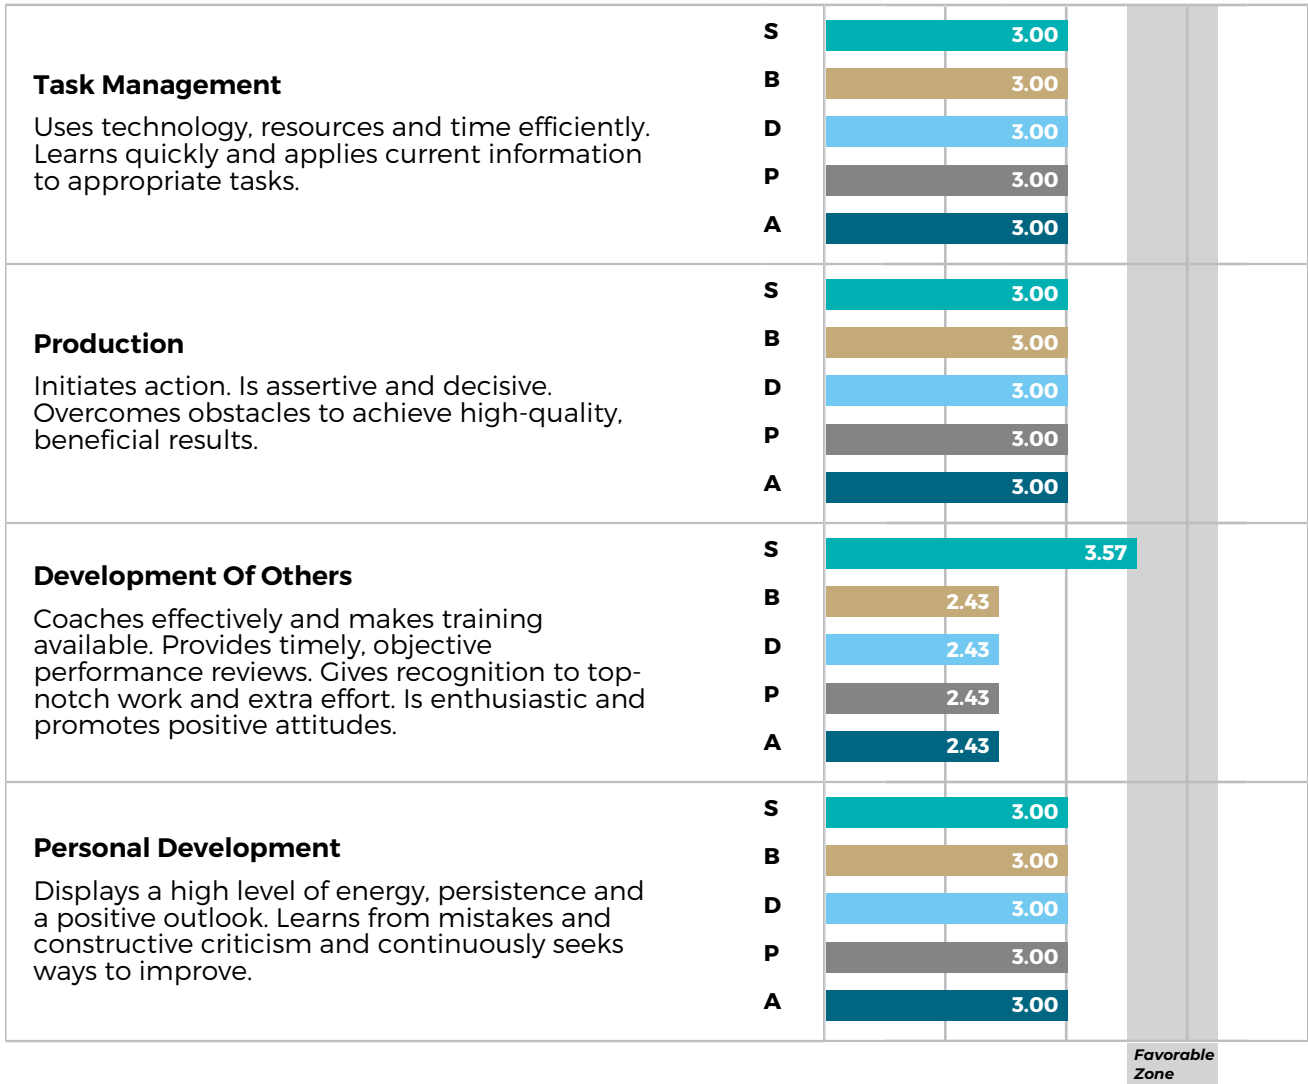 S 3.00
Task Management
B 3.00
Uses technology, resources and time efficiently.
D 3.00
Learns quickly and applies current information
to appropriate tasks.
P 3.00
A 3.00
S 3.00
Production
B 3.00
Initiates action. Is assertive and decisive.
D 3.00
Overcomes obstacles to achieve high-quality,
beneficial results.
P 3.00
A 3.00
S 3.57
Development Of Others
B 2.43
Coaches effectively and makes training
available. Provides timely, objective
D 2.43
performance reviews. Gives recognition to top-
notch work and extra effort. Is enthusiastic and
P 2.43
promotes positive attitudes.
A 2.43
S 3.00
Personal Development
B 3.00
Displays a high level of energy, persistence and
D 3.00
a positive outlook. Learns from mistakes and
constructive criticism and continuously seeks
P 3.00
ways to improve.
A 3.00
Favorable
Zone